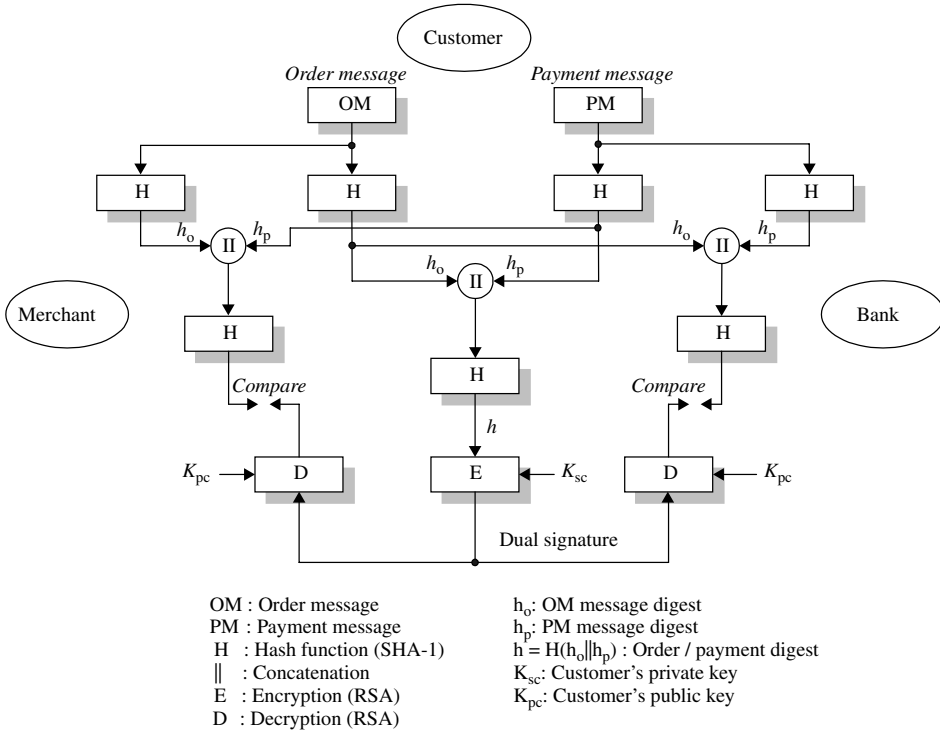 Customer
Order message
Payment message
OM
PM
H
H
H
H
h_o
II
h_p
h_o
II
h_p
h_o
II
h_p
Merchant
Bank
H
H
H
Compare
Compare
h
K_pc
D
E
K_sc
D
K_pc
Dual signature
OM : Order message
PM : Payment message
H : Hash function (SHA-1)
|| : Concatenation
E : Encryption (RSA)
D : Decryption (RSA)
h_o: OM message digest
h_p: PM message digest
h = H(h_o||h_p) : Order / payment digest
K_sc: Customer's private key
K_pc: Customer's public key